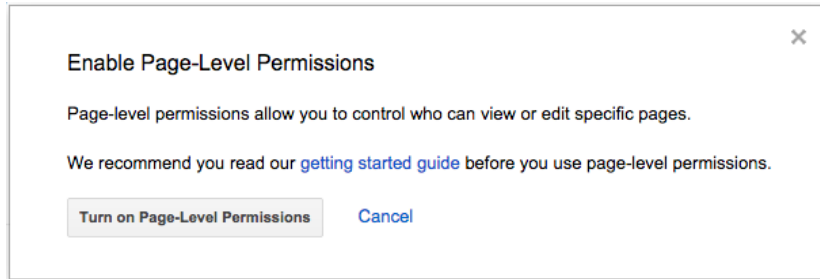 Enable Page-Level Permissions
Page-level permissions allow you to control who can view or edit specific pages.
We recommend you read our getting started guide before you use page-level permissions.
Turn on Page-Level Permissions Cancel